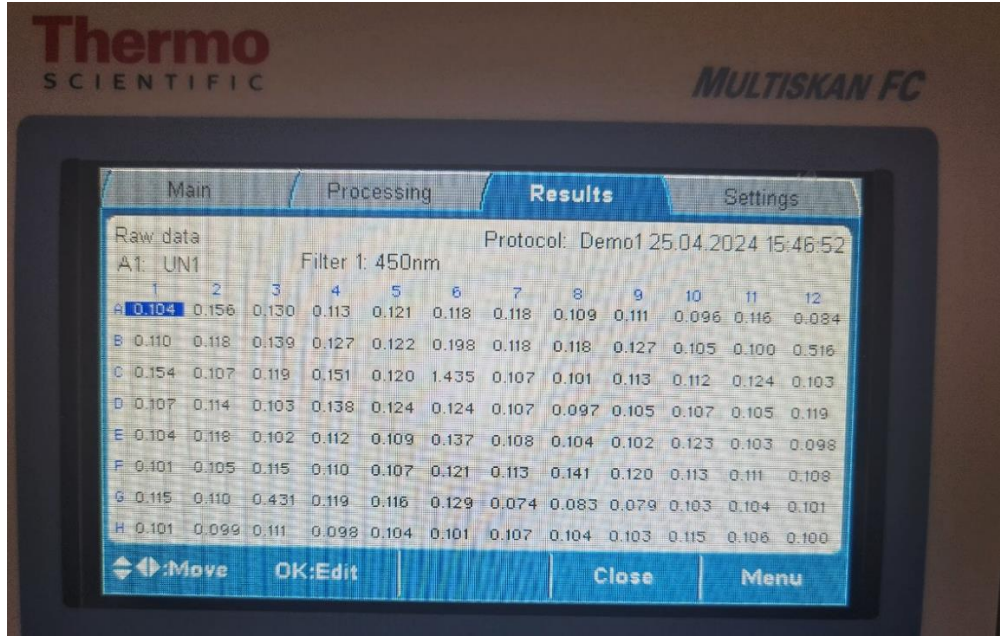 Thermo
SCIENTIFIC
MULTISKAN FC
Main Processing Results Settings
Raw data Protocol: Demo1 25.04.2024 15:46:52
A1: UN1 Filter 1: 450nm
1 2 3 4 5 6 7 8 9 10 11 12
A 0.104 0.156 0.130 0.113 0.121 0.118 0.118 0.109 0.111 0.096 0.116 0.084
B 0.110 0.118 0.139 0.127 0.122 0.198 0.118 0.118 0.127 0.105 0.100 0.516
C 0.154 0.107 0.119 0.151 0.120 1.435 0.107 0.101 0.113 0.112 0.124 0.103
D 0.107 0.114 0.103 0.138 0.124 0.124 0.107 0.097 0.105 0.107 0.105 0.119
E 0.104 0.118 0.102 0.112 0.109 0.137 0.108 0.104 0.102 0.123 0.103 0.098
F 0.101 0.105 0.115 0.110 0.107 0.121 0.113 0.141 0.120 0.113 0.111 0.108
G 0.115 0.110 0.431 0.119 0.116 0.129 0.074 0.083 0.079 0.103 0.104 0.101
H 0.101 0.099 0.111 0.098 0.104 0.101 0.107 0.104 0.103 0.115 0.106 0.100
:Move OK:Edit Close Menu